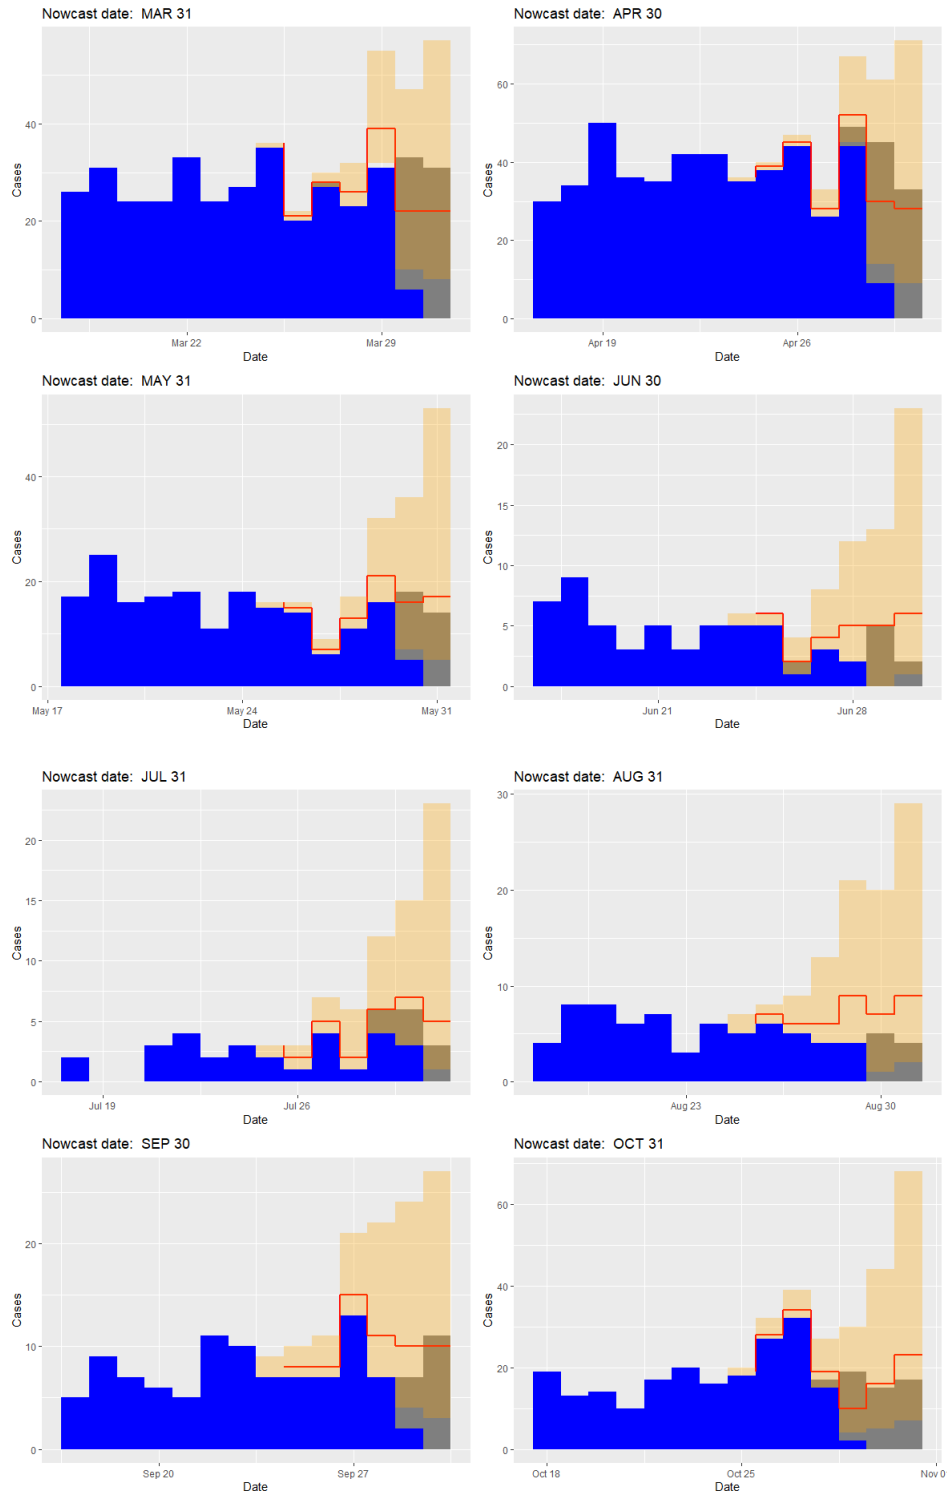 Nowcast date:  MAR 31
Cases
40
20
0
Mar 22
Mar 29
Date
Nowcast date:  APR 30
Cases
60
40
20
0
Apr 19
Apr 26
Date
Nowcast date:  MAY 31
Cases
40
20
0
May 17
May 24
May 31
Date
Nowcast date:  JUN 30
Cases
20
15
10
5
0
Jun 21
Jun 28
Date
Nowcast date:  JUL 31
Cases
20
15
10
5
0
Jul 19
Jul 26
Date
Nowcast date:  AUG 31
Cases
30
20
10
0
Aug 23
Aug 30
Date
Nowcast date:  SEP 30
Cases
20
10
0
Sep 20
Sep 27
Date
Nowcast date:  OCT 31
Cases
60
40
20
0
Oct 18
Oct 25
Nov 0
Date